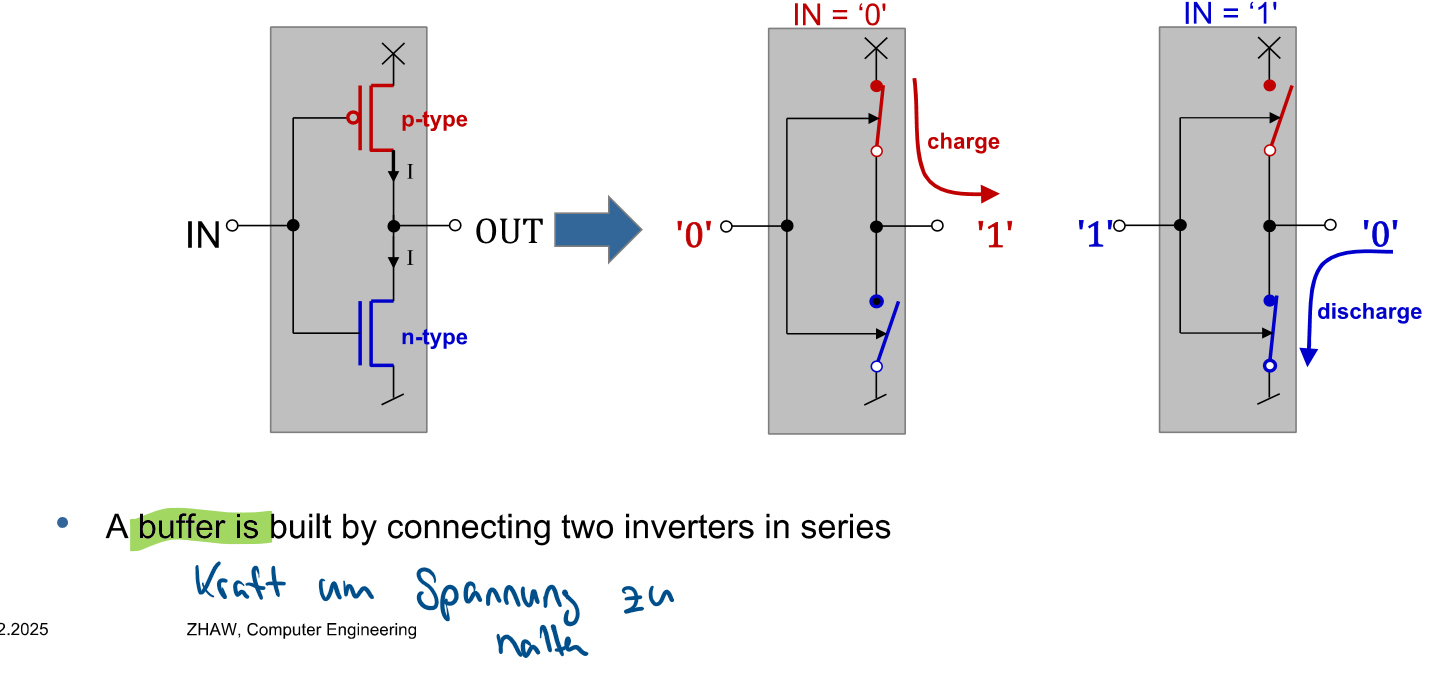 IN = ‘0'
IN = ‘1'
p-type
I
charge
IN
OUT
'0'
'1'
'1'
'0'
I
discharge
n-type
• A buffer is built by connecting two inverters in series
Kraft um Spannung zu
halten
2.2025
ZHAW, Computer Engineering